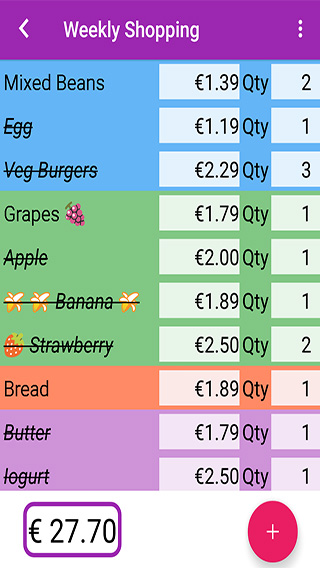 Weekly Shopping
Mixed Beans €1.39 Qty 2
Egg €1.19 Qty 1
Veg Burgers €2.29 Qty 3
Grapes 🍇 €1.79 Qty 1
Apple €2.00 Qty 1
🍌 🍌 Banana 🍌 €1.89 Qty 1
🍓 Strawberry €2.50 Qty 2
Bread €1.89 Qty 1
Butter €1.79 Qty 1
Iogurt €2.50 Qty 1
€ 27.70 +